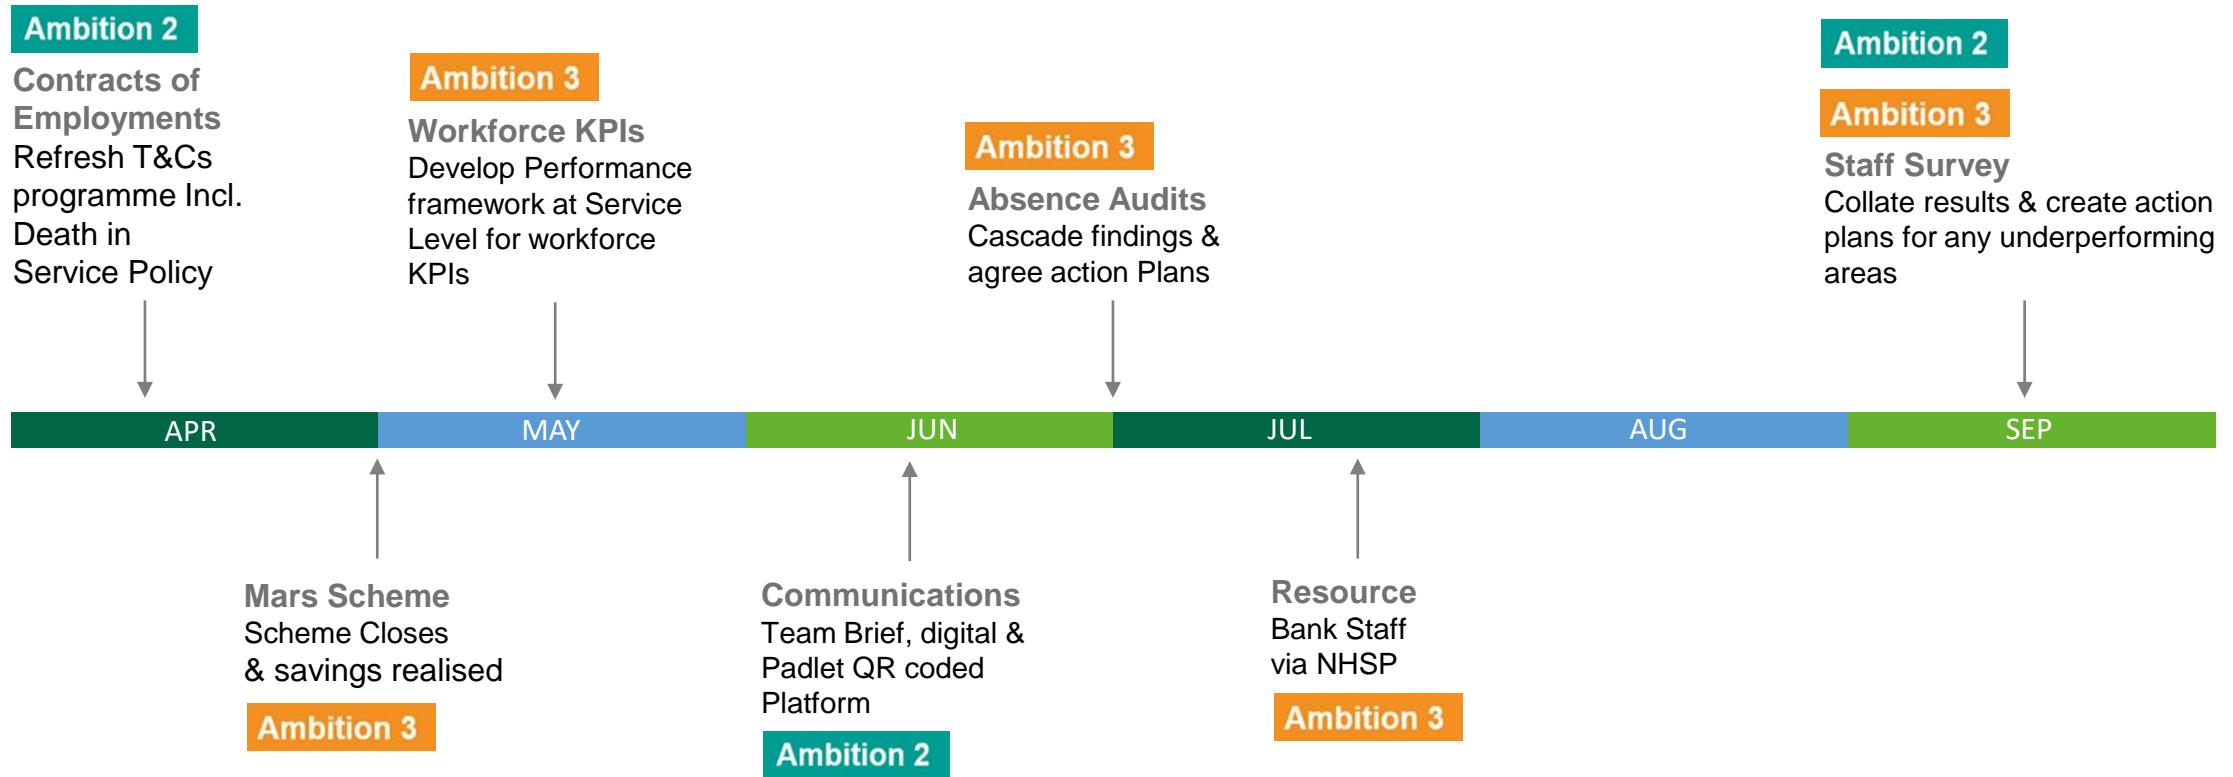 Ambition 2
Contracts of
Employments
Refresh T&Cs
programme Incl.
Death in
Service Policy
Ambition 3
Workforce KPIs
Develop Performance
framework at Service
Level for workforce
KPIs
Ambition 3
Absence Audits
Cascade findings &
agree action Plans
Ambition 2
Ambition 3
Staff Survey
Collate results & create action
plans for any underperforming
areas
APR
MAY
JUN
JUL
AUG
SEP
Mars Scheme
Scheme Closes
& savings realised
Ambition 3
Communications
Team Brief, digital &
Padlet QR coded
Platform
Ambition 2
Resource
Bank Staff
via NHSP
Ambition 3